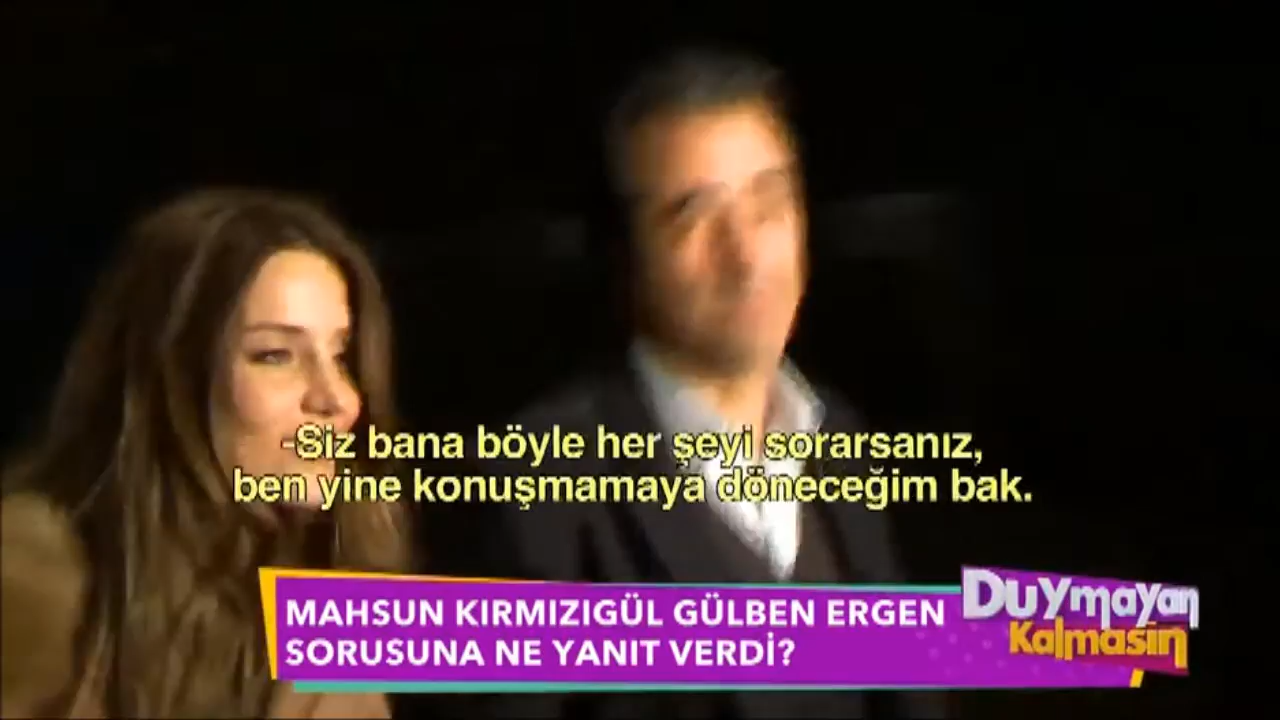 -Siz bana böyle her şeyi sorarsanız,
ben yine konuşmamaya döneceğim bak.
MAHSUN KIRMIZIGÜL GÜLBEN ERGEN
SORUSUNA NE YANIT VERDİ?
Duymayan
Kalmasın